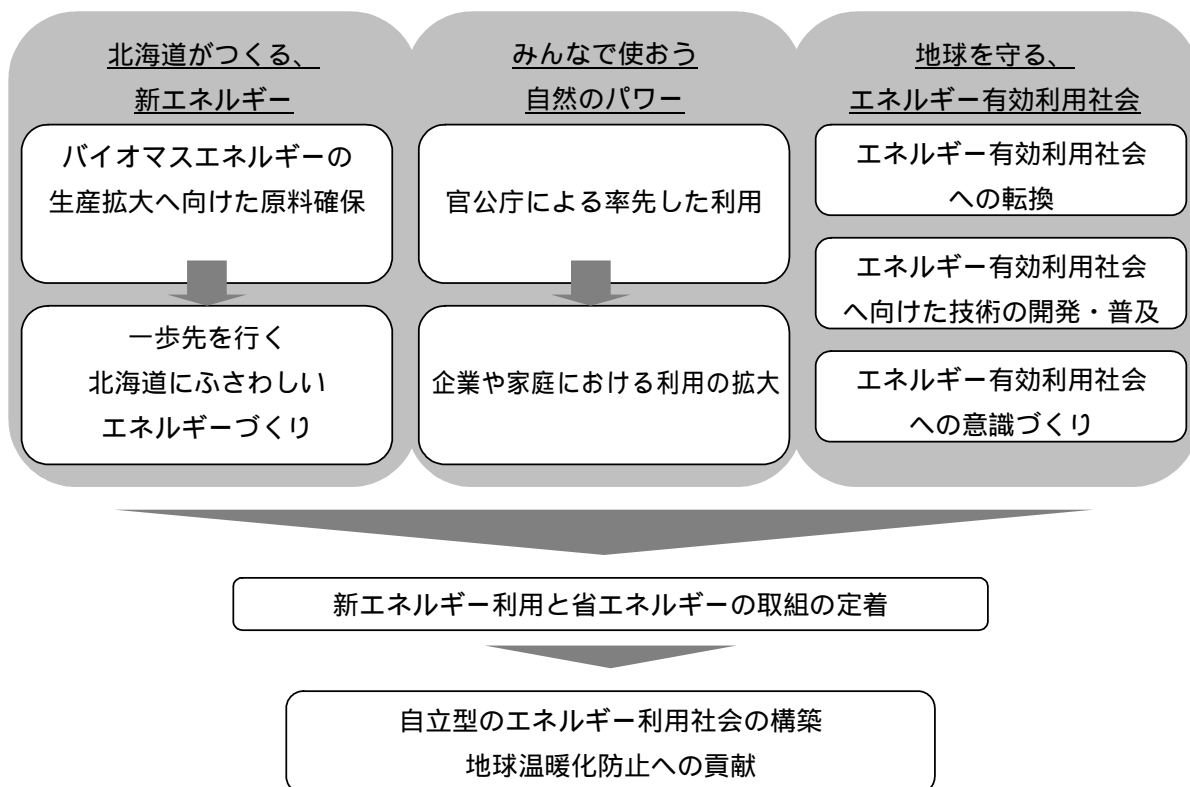 北海道がつくる、
新エネルギー
バイオマスエネルギーの
生産拡大へ向けた原料確保
一歩先を行く
北海道にふさわしい
エネルギーづくり
みんなで使おう
自然のパワー
官公庁による率先した利用
企業や家庭における利用の拡大
地球を守る、
エネルギー有効利用社会
エネルギー有効利用社会
への転換
エネルギー有効利用社会
へ向けた技術の開発・普及
エネルギー有効利用社会
への意識づくり
新エネルギー利用と省エネルギーの取組の定着
自立型のエネルギー利用社会の構築
地球温暖化防止への貢献